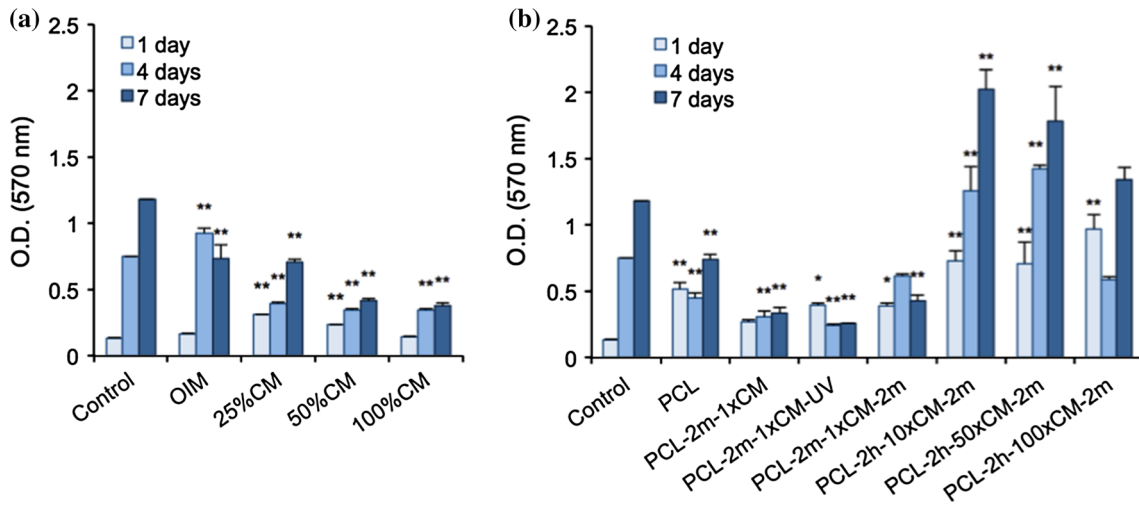 (a)
2.5
2
1.5
1
0.5
0
O.D. (570 nm)
1 day
4 days
7 days
** ** ** ** ** ** ** ** ** **
Control
OIM
25%CM
50%CM
100%CM
(b)
2.5
2
1.5
1
0.5
0
O.D. (570 nm)
1 day
4 days
7 days
** ** ** ** ** * ** ** * ** ** ** ** ** ** ** **
Control
PCL
PCL-2m-1xCM
PCL-2m-1xCM-UV
PCL-2m-1xCM-2m
PCL-2h-10xCM-2m
PCL-2h-50xCM-2m
PCL-2h-100xCM-2m